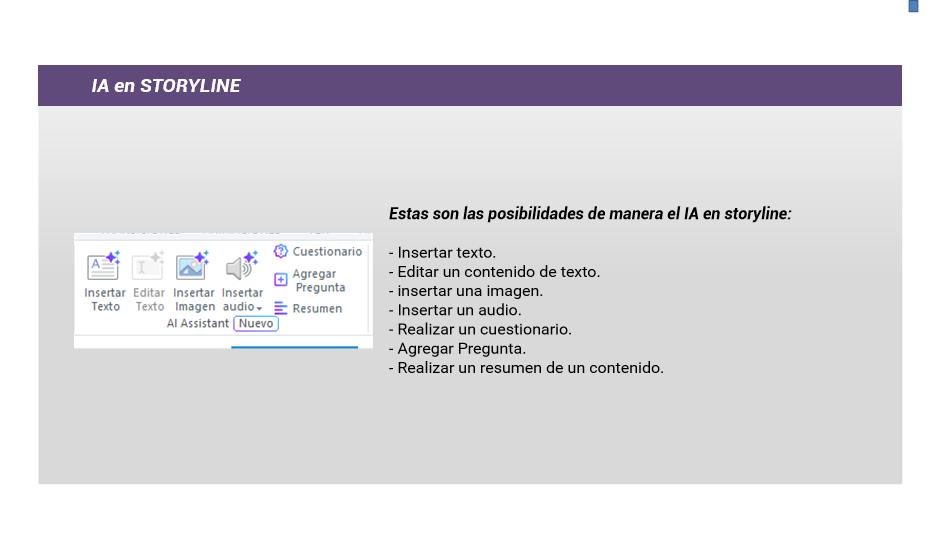 IA en STORYLINE
Estas son las posibilidades de manera el IA en storyline:
- Insertar texto.
- Editar un contenido de texto.
- insertar una imagen.
- Insertar un audio.
- Realizar un cuestionario.
- Agregar Pregunta.
- Realizar un resumen de un contenido.
Insertar Texto
Editar Texto
Insertar Imagen
Insertar audio
Cuestionario
Agregar
Pregunta
Resumen
AI Assistant Nuevo